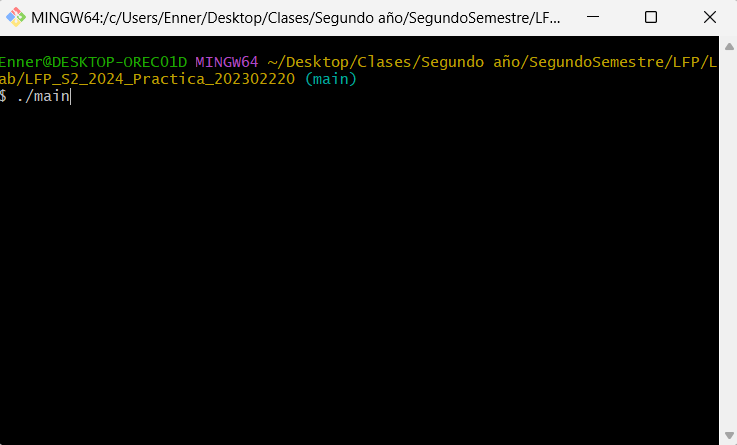 MINGW64:/c/Users/Enner/Desktop/Clases/Segundo año/SegundoSemestre/LF...
Enner@DESKTOP-OREC01D MINGW64 ~/Desktop/Clases/Segundo año/SegundoSemestre/LFP/L
ab/LFP_S2_2024_Practica_202302220 (main)
$ ./main